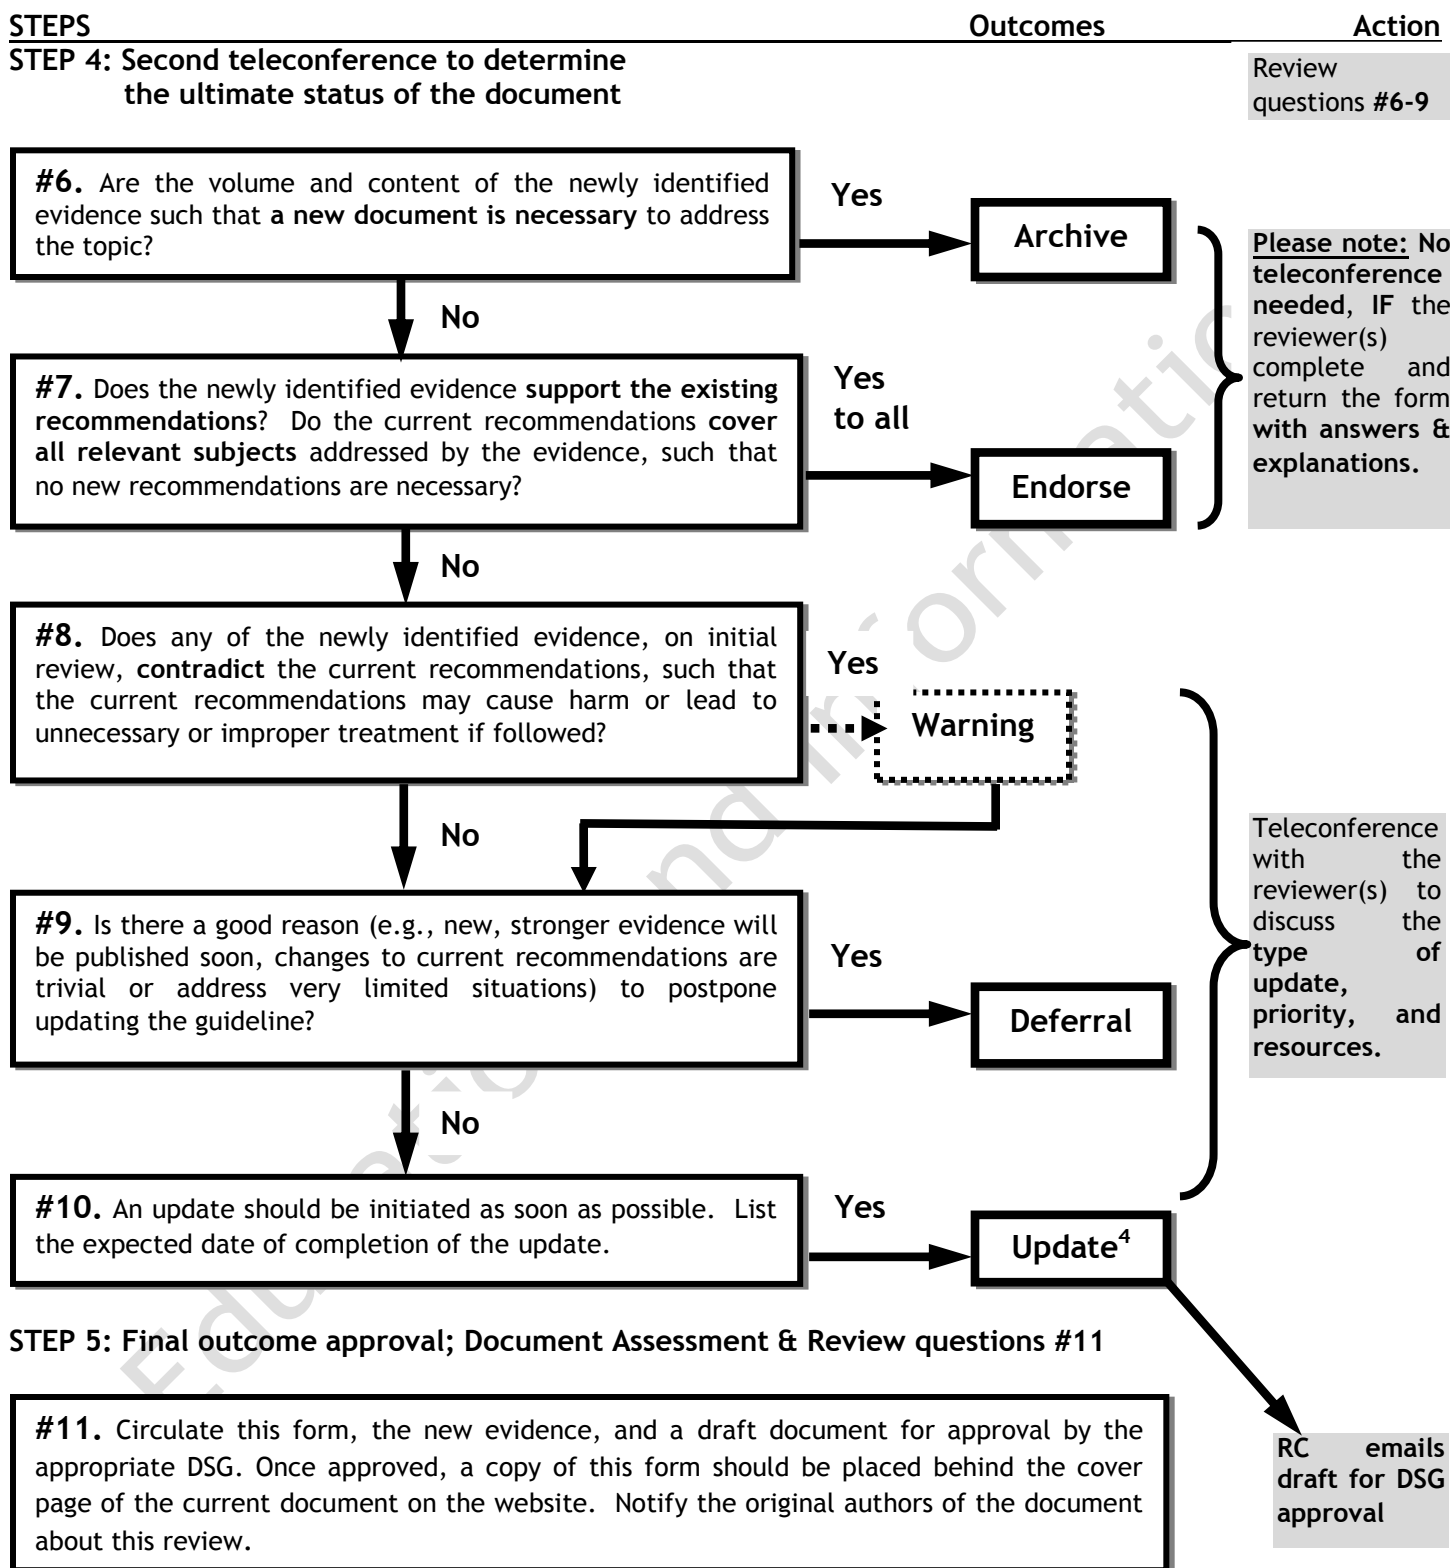 STEPS Outcomes Action
STEP 4: Second teleconference to determine
the ultimate status of the document
Review
questions #6-9
#6. Are the volume and content of the newly identified
evidence such that a new document is necessary to address
the topic?
Yes
Archive
No
Please note: No
teleconference
needed, IF the
reviewer(s)
complete and
return the form
with answers &
explanations.
#7. Does the newly identified evidence support the existing
recommendations? Do the current recommendations cover
all relevant subjects addressed by the evidence, such that
no new recommendations are necessary?
Yes
to all
Endorse
No
#8. Does any of the newly identified evidence, on initial
review, contradict the current recommendations, such that
the current recommendations may cause harm or lead to
unnecessary or improper treatment if followed?
Yes
Warning
No
Teleconference
with the
reviewer(s) to
discuss the
type of
update,
priority, and
resources.
#9. Is there a good reason (e.g., new, stronger evidence will
be published soon, changes to current recommendations are
trivial or address very limited situations) to postpone
updating the guideline?
Yes
Deferral
No
#10. An update should be initiated as soon as possible. List
the expected date of completion of the update.
Yes
Update4
STEP 5: Final outcome approval; Document Assessment & Review questions #11
#11. Circulate this form, the new evidence, and a draft document for approval by the
appropriate DSG. Once approved, a copy of this form should be placed behind the cover
page of the current document on the website. Notify the original authors of the document
about this review.
RC emails
draft for DSG
approval